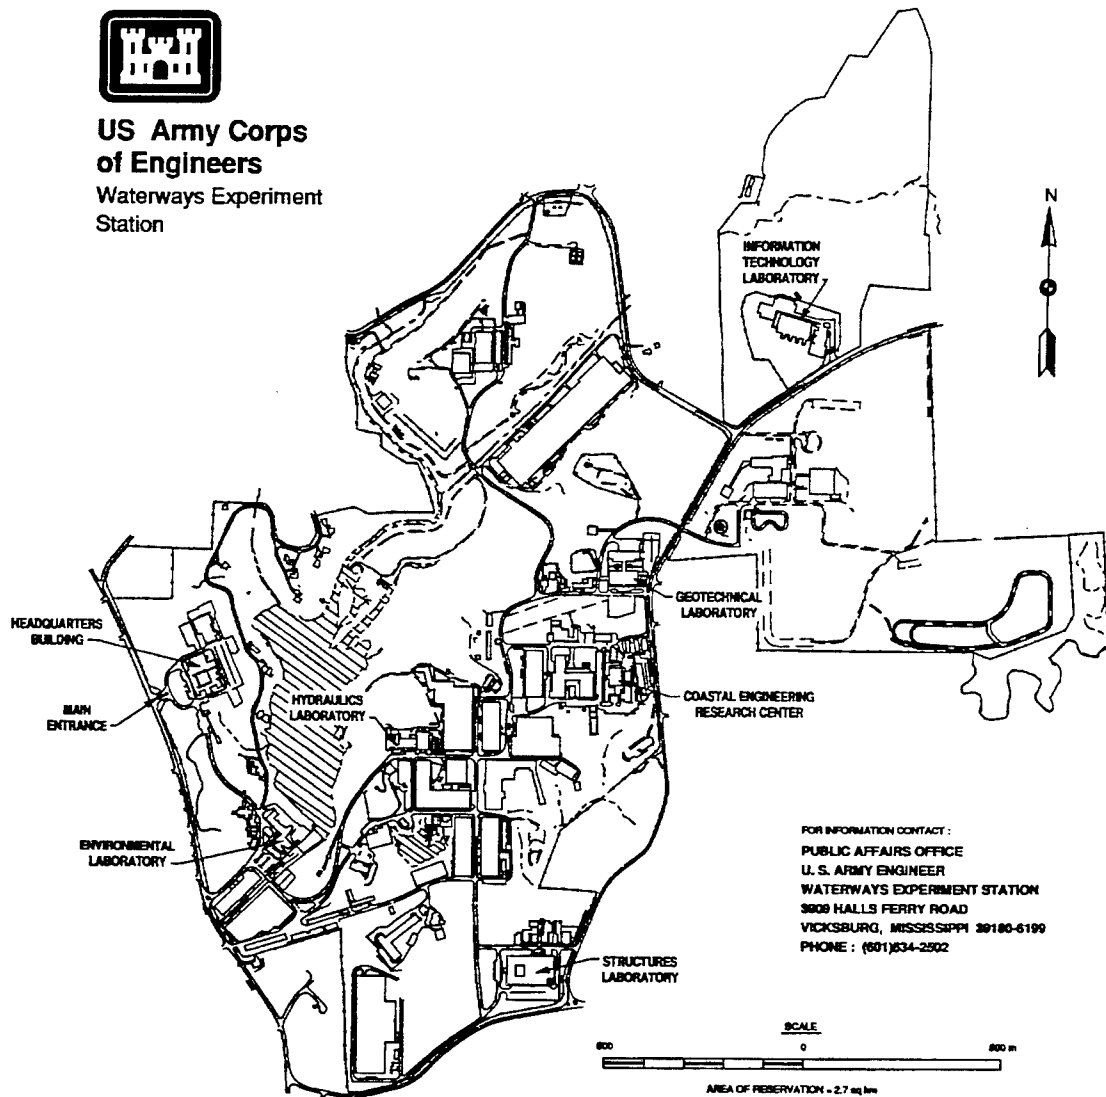 US Army Corps
of Engineers
Waterways Experiment
Station
N
INFORMATION
TECHNOLOGY
LABORATORY
GEOTECHNICAL
LABORATORY
HEADQUARTERS
BUILDING
MAIN
ENTRANCE
HYDRAULICS
LABORATORY
COASTAL ENGINEERING
RESEARCH CENTER
ENVIRONMENTAL
LABORATORY
FOR INFORMATION CONTACT :
PUBLIC AFFAIRS OFFICE
U. S. ARMY ENGINEER
WATERWAYS EXPERIMENT STATION
3909 HALLS FERRY ROAD
VICKSBURG, MISSISSIPPI 39180-6199
PHONE : (601)634-2502
STRUCTURES
LABORATORY
SCALE
0
AREA OF RESERVATION = 2.7 sq km